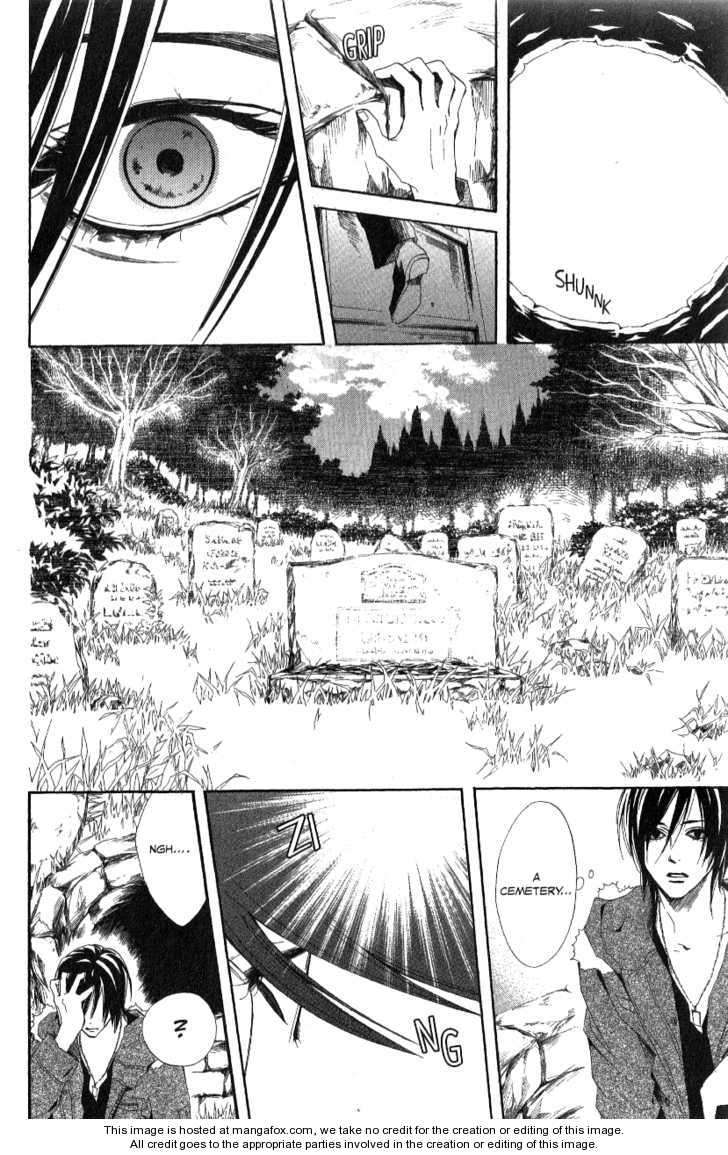 SHUNNK
GRIP
A
CEMETERY...
ZI
NG
NGH....
?
This image is hosted at mangafox.com, we take no credit for the creation or editing of this image.
All credit goes to the appropriate parties involved in the creation or editing of this image.